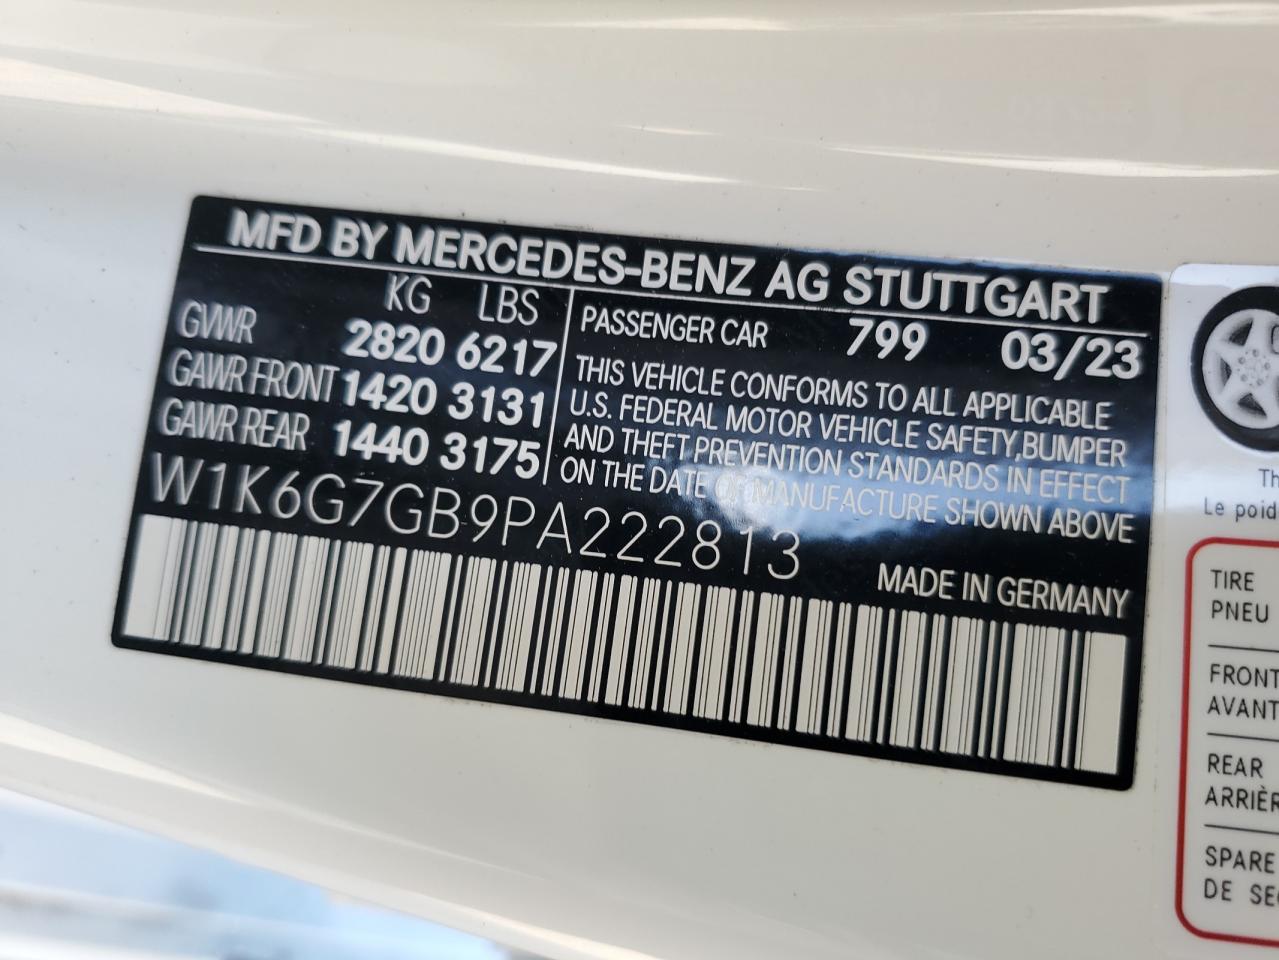 MFD BY MERCEDES-BENZ AG STUTTGART
KG LBS
GVWR 2820 6217
GAWR FRONT 1420 3131
GAWR REAR 1440 3175
PASSENGER CAR 799 03/23
THIS VEHICLE CONFORMS TO ALL APPLICABLE
U.S. FEDERAL MOTOR VEHICLE SAFETY,BUMPER
AND THEFT PREVENTION STANDARDS IN EFFECT
ON THE DATE OF MANUFACTURE SHOWN ABOVE
W1K6G7GB9PA222813
MADE IN GERMANY
Th
Le poid
TIRE
PNEU
FRONT
AVANT
REAR
ARRIÈR
SPARE
DE SE